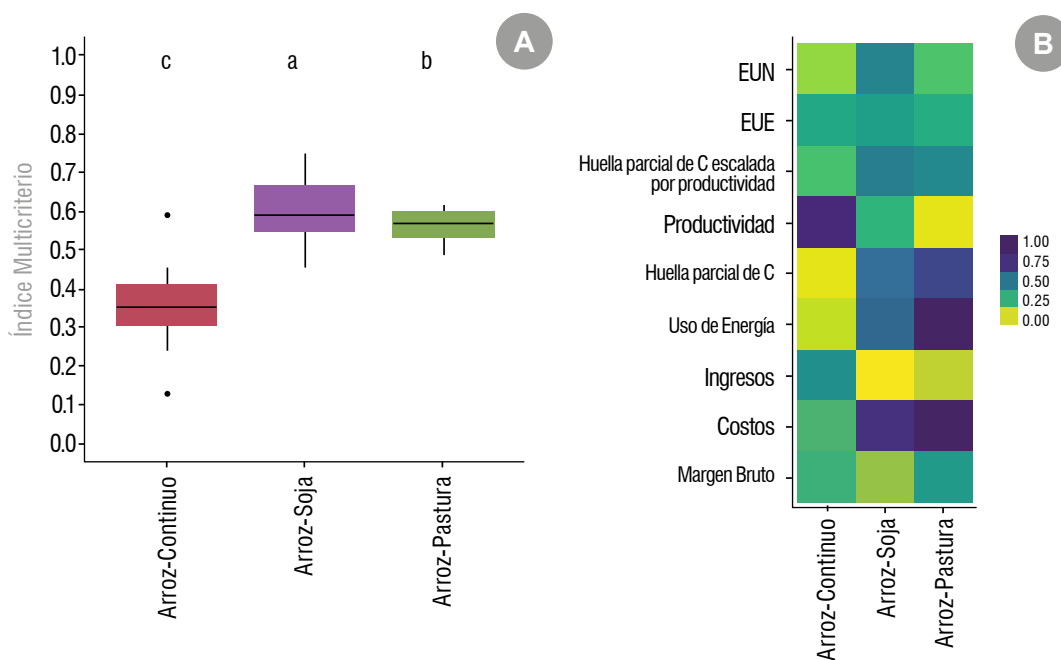 A
Índice Multicriterio
1.0
0.9
0.8
0.7
0.6
0.5
0.4
0.3
0.2
0.1
0.0
c
a
b
Arroz-Continuo
Arroz-Soja
Arroz-Pastura
B
EUN
EUE
Huella parcial de C escalada
por productividad
Productividad
Huella parcial de C
Uso de Energía
Ingresos
Costos
Margen Bruto
Arroz-Continuo
Arroz-Soja
Arroz-Pastura
1.00
0.75
0.50
0.25
0.00